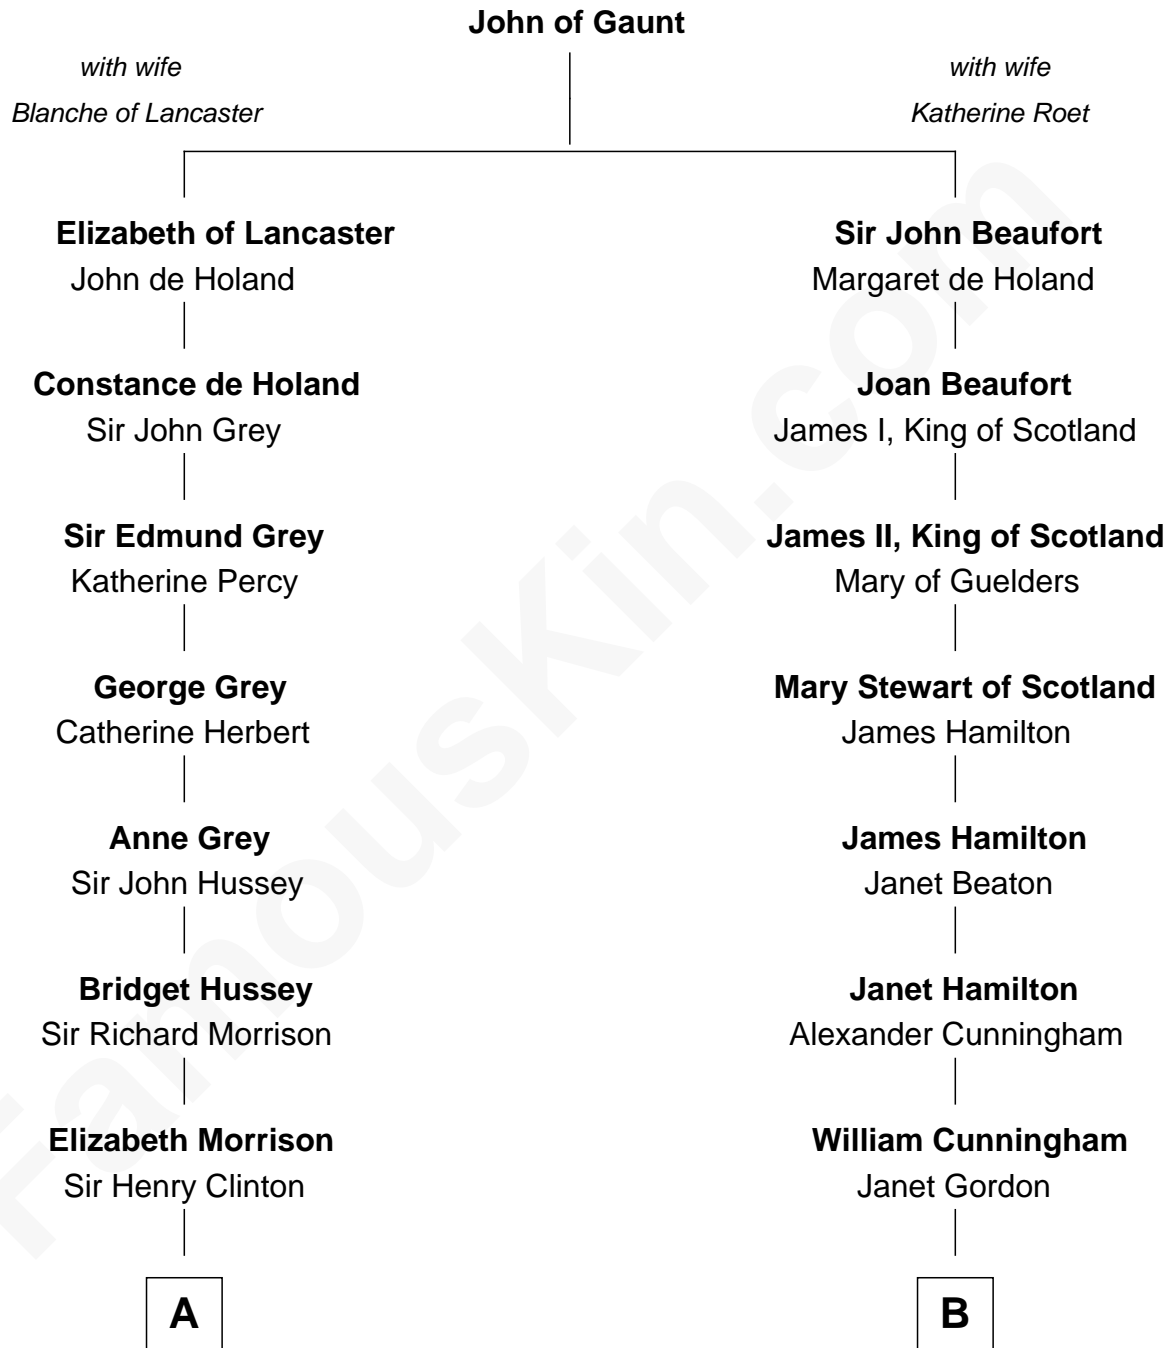 John of Gaunt
with wife
Blanche of Lancaster
with wife
Katherine Roet
Elizabeth of Lancaster
John de Holand
Sir John Beaufort
Margaret de Holand
Constance de Holand
Sir John Grey
Joan Beaufort
James I, King of Scotland
Sir Edmund Grey
Katherine Percy
James II, King of Scotland
Mary of Guelders
George Grey
Catherine Herbert
Mary Stewart of Scotland
James Hamilton
Anne Grey
Sir John Hussey
James Hamilton
Janet Beaton
Bridget Hussey
Sir Richard Morrison
Janet Hamilton
Alexander Cunningham
Elizabeth Morrison
Sir Henry Clinton
William Cunningham
Janet Gordon
A
B
FamousKin.com